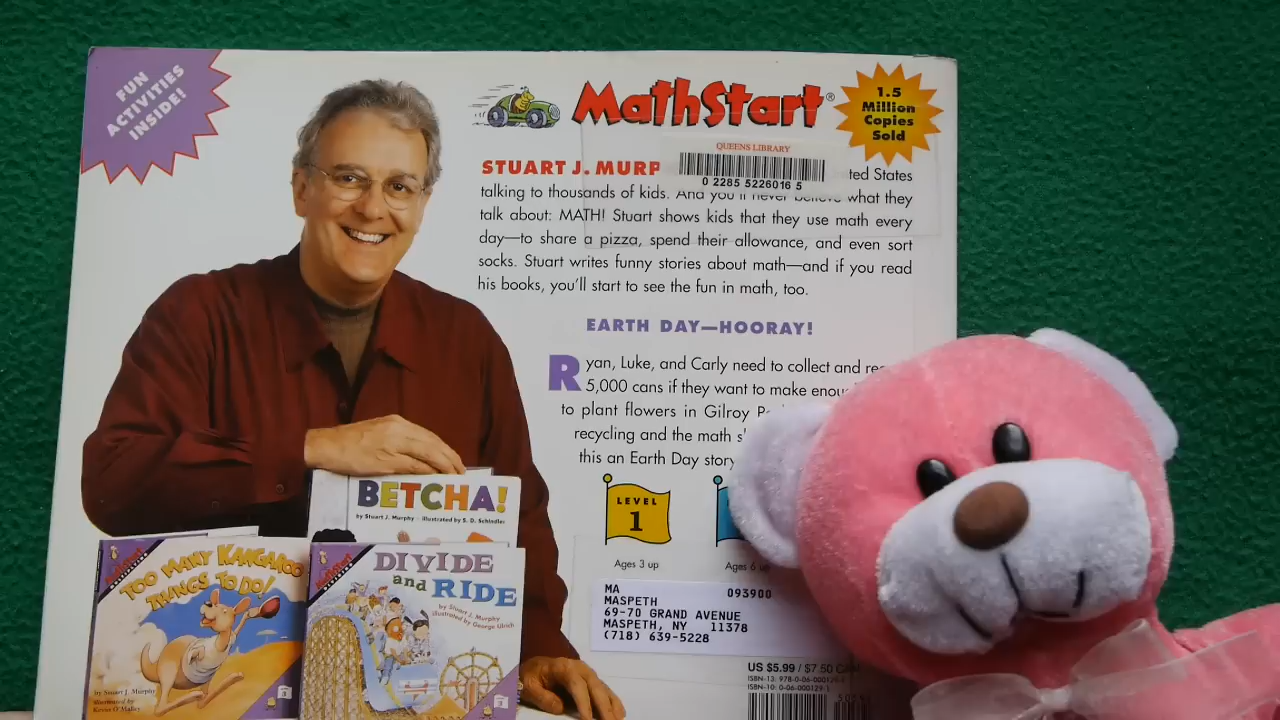 FUN
ACTIVITIES
INSIDE!
MathStart®
1.5
Million
Copies
Sold
QUEENS LIBRARY
0 2285 5226016 5
STUART J. MURP ted States
talking to thousands of kids. And you'll never believe what they
talk about: MATH! Stuart shows kids that they use math every
day—to share a pizza, spend their allowance, and even sort
socks. Stuart writes funny stories about math—and if you read
his books, you'll start to see the fun in math, too.
EARTH DAY—HOORAY!
Ryan, Luke, and Carly need to collect and re
5,000 cans if they want to make enou
to plant flowers in Gilroy
recycling and the math
this an Earth Day story
LEVEL
1
Ages 3 up
Ages 6 u
BETCHA!
by Stuart J. Murphy • illustrated by S. D. Schindler
TOO MANY KANGAROO
THINGS TO DO!
by Stuart J. Murphy
illustrated by
Kevin O'Malley
3
DIVIDE
and RIDE
by Stuart J. Murphy
illustrated by George Ulrich
3
MA 093900
MASPETH
69-70 GRAND AVENUE
MASPETH, NY 11378
(718) 639-5228
US $5.99 / $7.50 CAN
ISBN-13: 978-0-06-000129-
ISBN-10: 0-06-000129-1